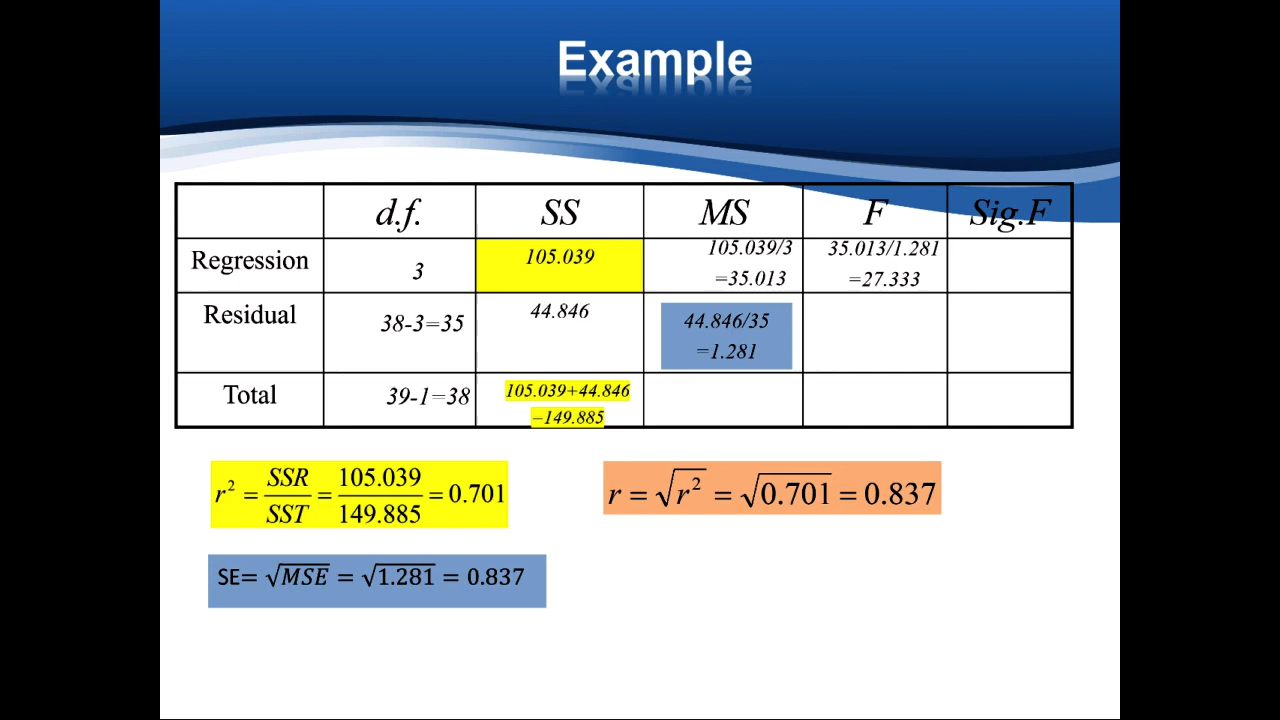 Example
d.f. SS MS F Sig.F
Regression 3 105.039 105.039/3 35.013/1.281
=35.013 =27.333
Residual 38-3=35 44.846 44.846/35
=1.281
Total 39-1=38 105.039+44.846
=149.885
r² = SSR/SST = 105.039/149.885 = 0.701
r = √r² = √0.701 = 0.837
SE= √MSE = √1.281 = 0.837